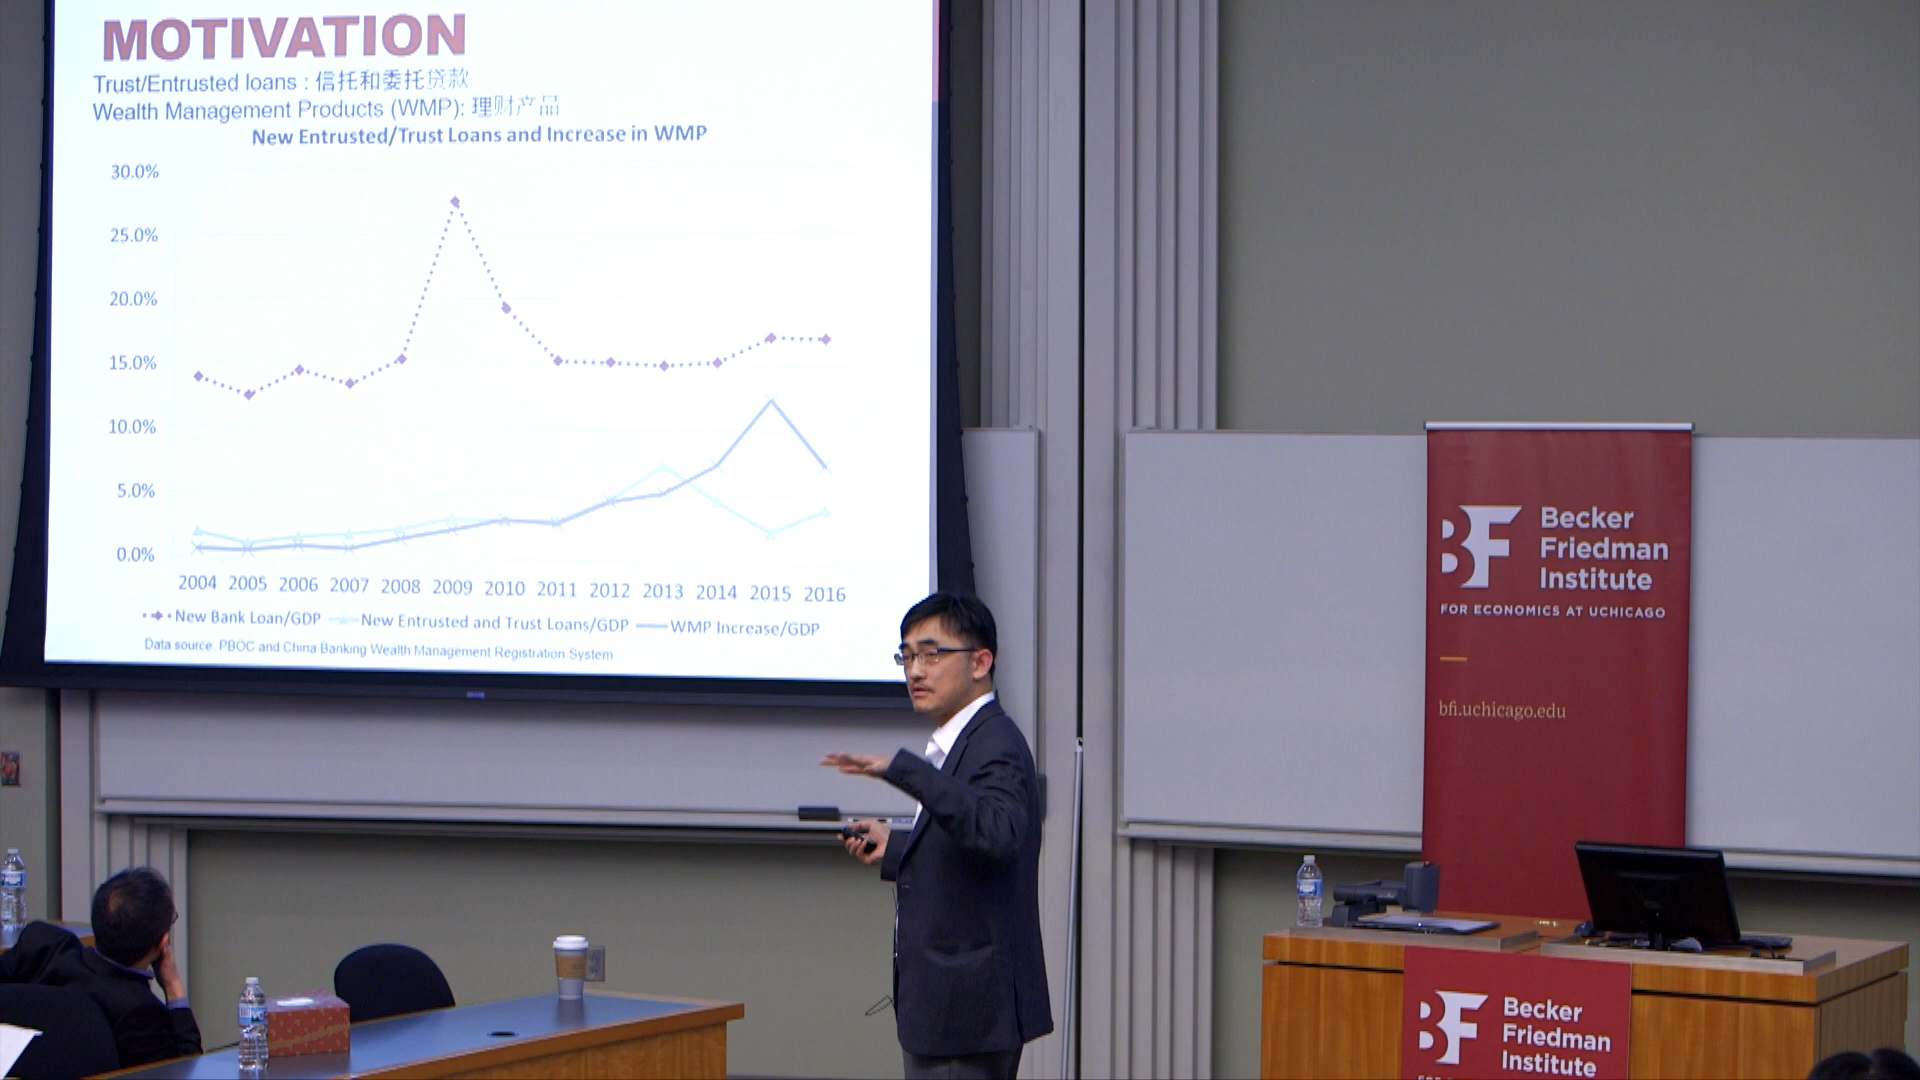 MOTIVATION
Trust/Entrusted loans : 信托和委托贷款
Wealth Management Products (WMP): 理财产品
New Entrusted/Trust Loans and Increase in WMP
30.0%
25.0%
20.0%
15.0%
10.0%
5.0%
0.0%
2004 2005 2006 2007 2008 2009 2010 2011 2012 2013 2014 2015 2016
New Bank Loan/GDP New Entrusted and Trust Loans/GDP WMP Increase/GDP
Data source PBOC and China Banking Wealth Management Registration System
BF
Becker
Friedman
Institute
FOR ECONOMICS AT UCHICAGO
bfi.uchicago.edu
BF
Becker
Friedman
Institute